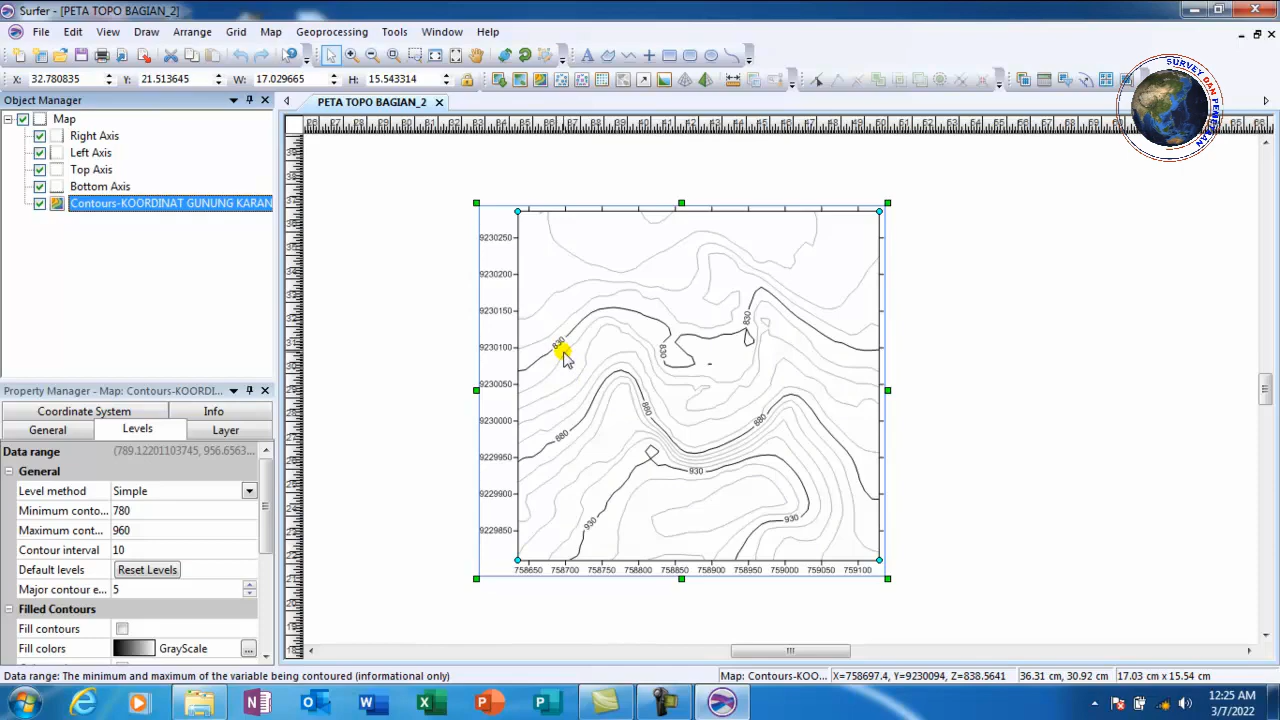 Surfer - [PETA TOPO BAGIAN_2]
File Edit View Draw Arrange Grid Map Geoprocessing Tools Window Help
X: 32.780835 Y: 21.513645 W: 17.029665 H: 15.543314
SURVEY DAN PEMETAAN
Object Manager
PETA TOPO BAGIAN_2
Map
Right Axis
Left Axis
Top Axis
Bottom Axis
Contours-KOORDINAT GUNUNG KARAN
9230250
9230200
9230150
9230100
9230050
9230000
9229950
9229900
9229850
830
830
830
880
880
880
930
930
930
758650 758700 758750 758800 758850 758900 758950 759000 759050 759100
Property Manager - Map: Contours-KOORDI...
Coordinate System Info
General Levels Layer
Data range (789.12201103745, 956.6563...
General
Level method Simple
Minimum conto... 780
Maximum cont... 960
Contour interval 10
Default levels Reset Levels
Major contour e... 5
Filled Contours
Fill contours
Fill colors GrayScale ...
Data range: The minimum and maximum of the variable being contoured (informational only)
Map: Contours-KOO... X=758697.4, Y=9230094, Z=838.5641 36.31 cm, 30.92 cm 17.03 cm x 15.54 cm
12:25 AM
3/7/2022